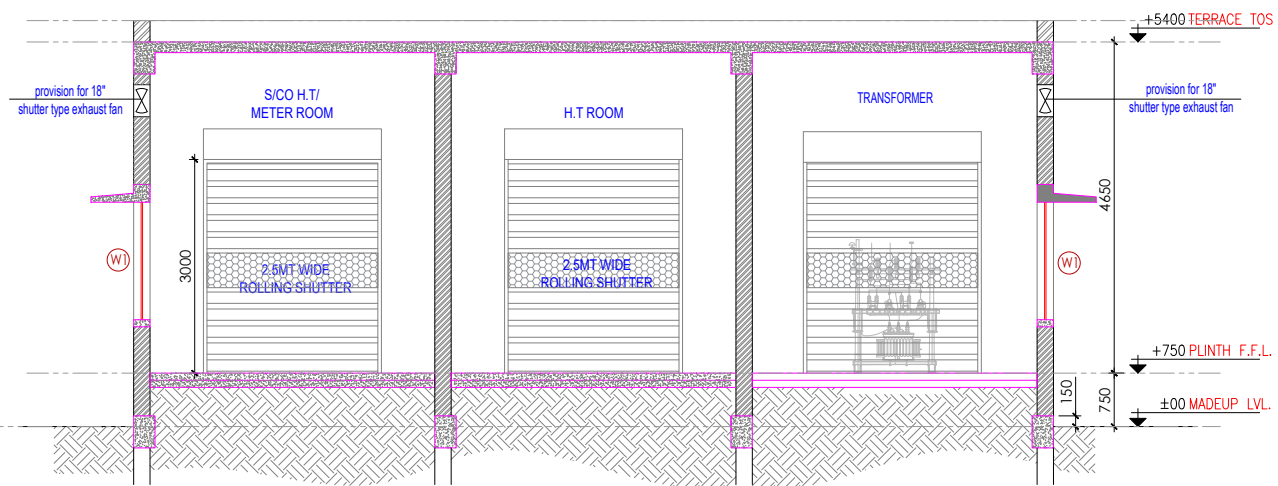 +5400 TERRACE TOS
provision for 18"
shutter type exhaust fan
S/CO H.T/
METER ROOM
H.T ROOM
TRANSFORMER
provision for 18"
shutter type exhaust fan
4650
W1
3000
2.5MT WIDE
ROLLING SHUTTER
2.5MT WIDE
ROLLING SHUTTER
W1
+750 PLINTH F.F.L.
150
750
±00 MADEUP LVL.